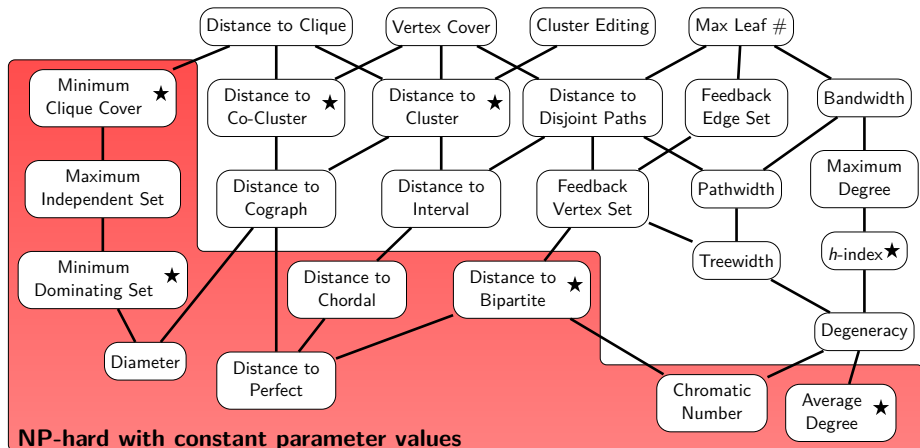 Distance to Clique
Vertex Cover
Cluster Editing
Max Leaf #
Minimum
Clique Cover ★
Distance to
Co-Cluster ★
Distance to
Cluster ★
Distance to
Disjoint Paths
Feedback
Edge Set
Bandwidth
Maximum
Independent Set
Distance to
Cograph
Distance to
Interval
Feedback
Vertex Set
Pathwidth
Maximum
Degree
Minimum
Dominating Set ★
Distance to
Chordal
Distance to
Bipartite ★
Treewidth
h-index ★
Diameter
Distance to
Perfect
Degeneracy
Chromatic
Number
Average
Degree ★
NP-hard with constant parameter values